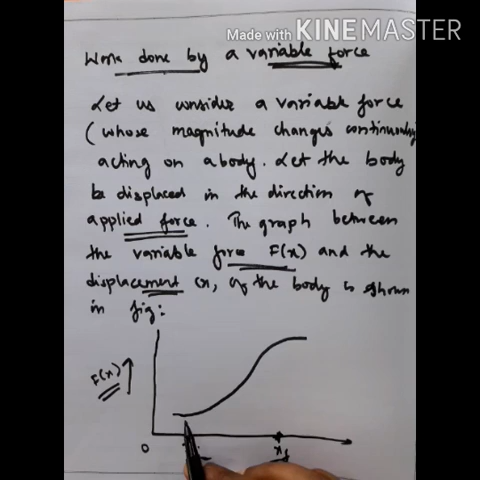 Made with KINEMASTER
Work done by a variable force
Let us consider a variable force
(whose magnitude changes continuously
acting on a body. Let the body
be displaced in the direction of
applied force. The graph between
the variable force F(x) and the
displacement (x, of the body is shown
in fig:
F(x)
0
x f